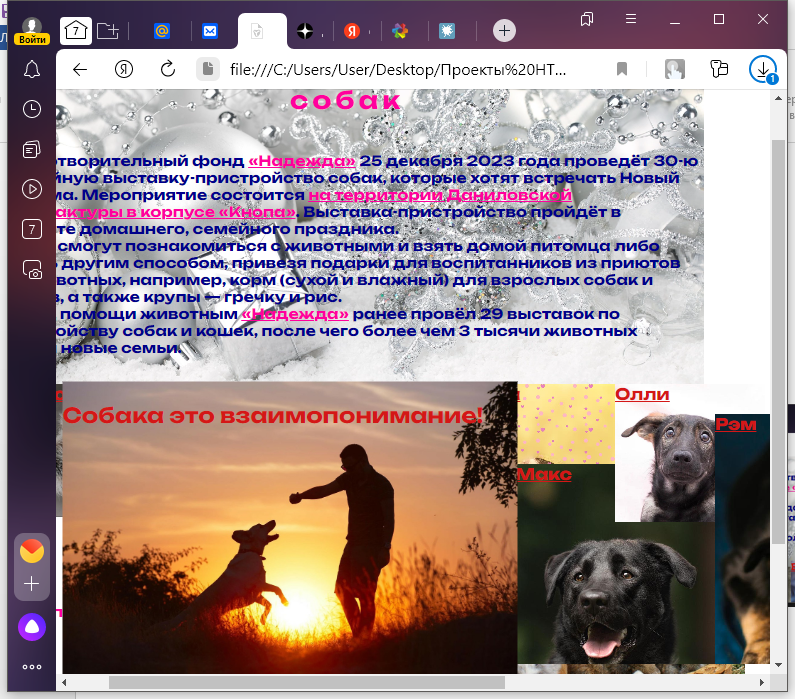 7
Войти
file:///C:/Users/User/Desktop/Проекты%20HT...
1
собак
отворительный фонд «Надежда» 25 декабря 2023 года проведёт 30-ю
йную выставку-пристройство собак, которые хотят встречать Новый
ма. Мероприятие состоится на территории Даниловской
актуры в корпусе «Кнопа». Выставка-пристройство пройдёт в
те домашнего, семейного праздника.
смогут познакомиться с животными и взять домой питомца либо
другим способом, привезя подарки для воспитанников из приютов
вотных, например, корм (сухой и влажный) для взрослых собак и
в, а также крупы — гречку и рис.
помощи животным «Надежда» ранее провёл 29 выставок по
ойству собак и кошек, после чего более чем 3 тысячи животных
новые семьи.
7
Собака это взаимопонимание!
Олли
Рэм
Макс